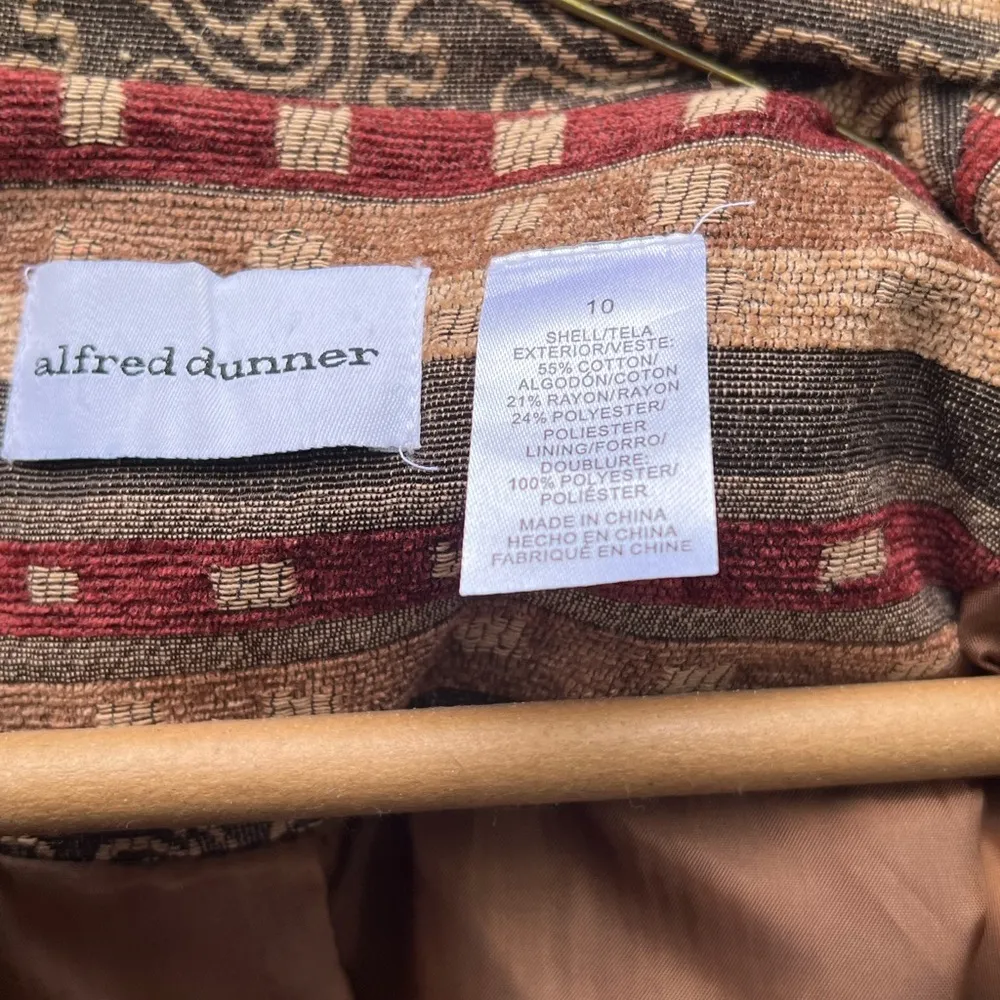 alfred dunner
10
SHELL/TELA
EXTERIOR/VESTE:
55% COTTON/
ALGODÓN/COTON
21% RAYON/RAYON
24% POLYESTER/
POLIESTER
LINING/FORRO/
DOUBLURE:
100% POLYESTER/
POLIÉSTER
MADE IN CHINA
HECHO EN CHINA
FABRIQUÉ EN CHINE